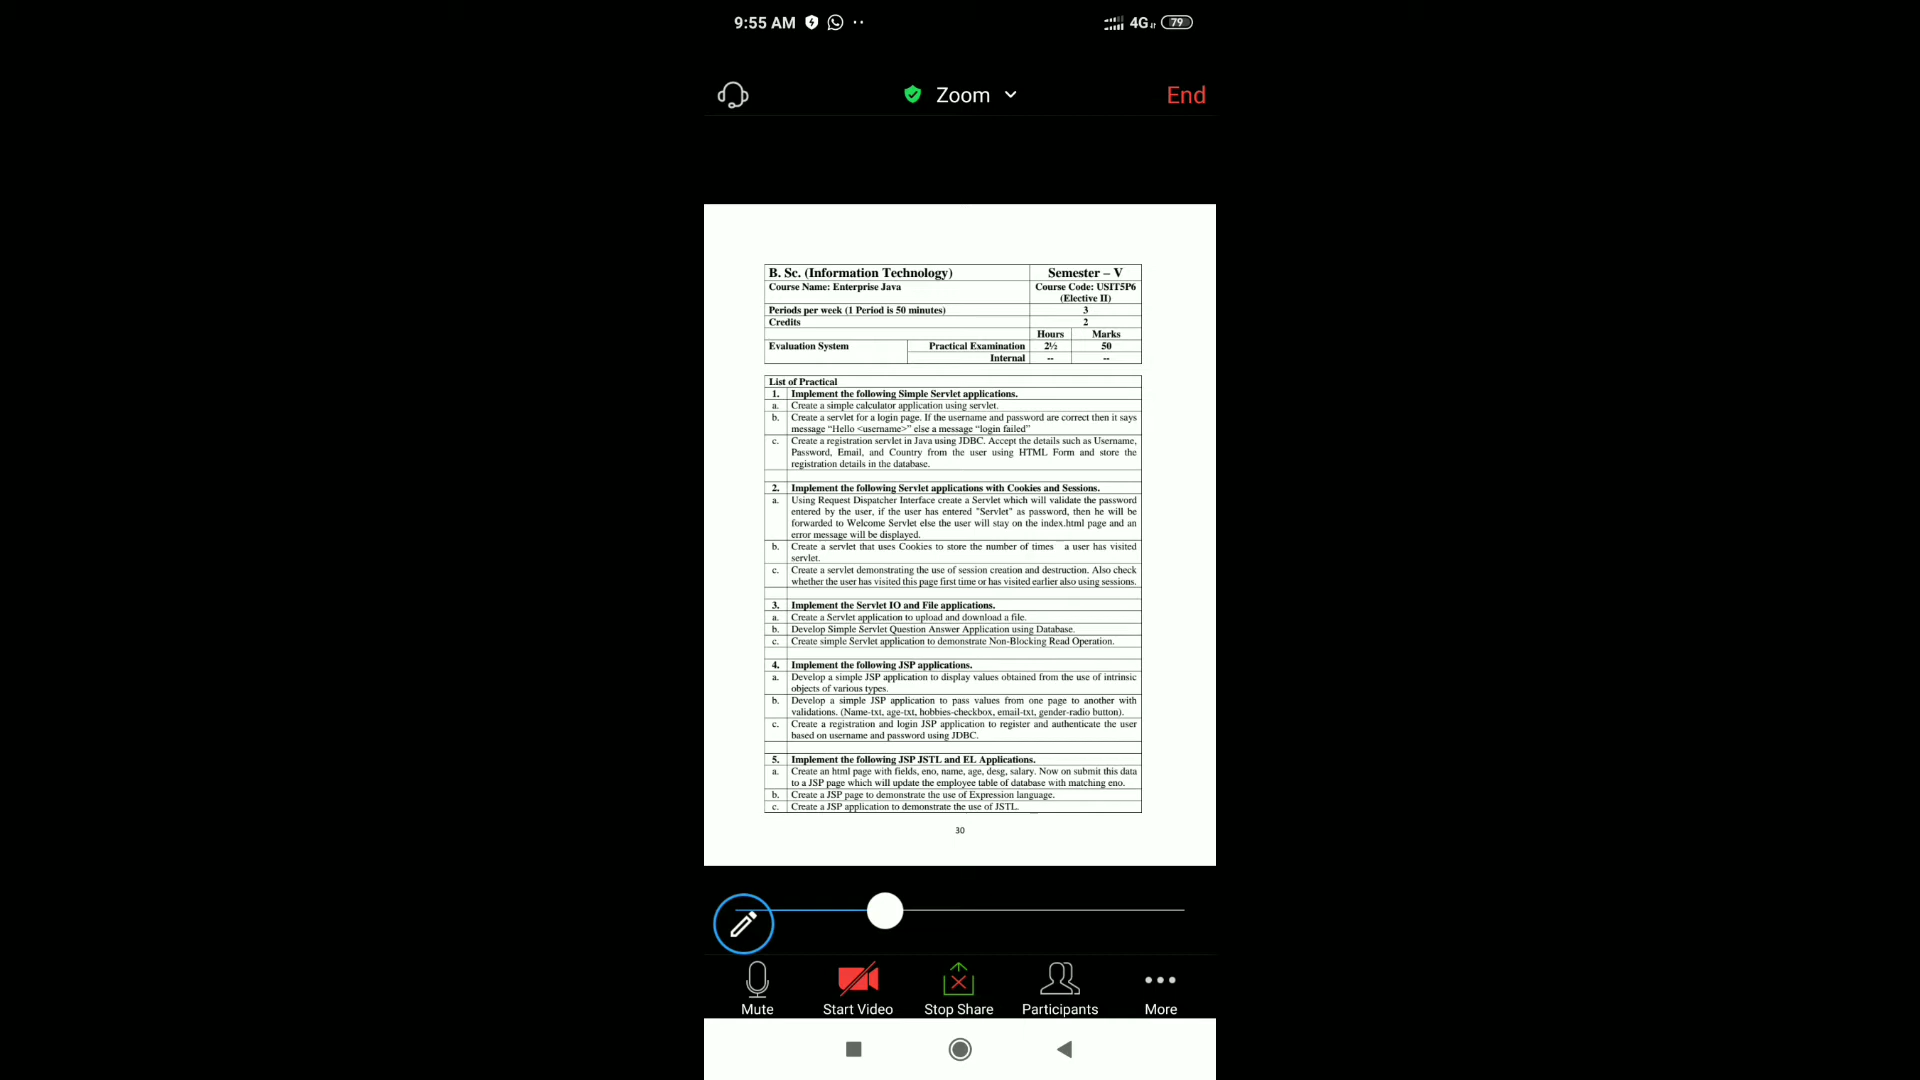 9:55 AM
4G
79
Zoom
End
B. Sc. (Information Technology)
Semester – V
Course Name: Enterprise Java
Course Code: USIT5P6
(Elective II)
Periods per week (1 Period is 50 minutes)
3
Credits
2
Hours
Marks
Evaluation System
Practical Examination
2½
50
Internal
--
--
List of Practical
1. Implement the following Simple Servlet applications.
a. Create a simple calculator application using servlet.
b. Create a servlet for a login page. If the username and password are correct then it says
message “Hello <username>” else a message “login failed”
c. Create a registration servlet in Java using JDBC. Accept the details such as Username,
Password, Email, and Country from the user using HTML Form and store the
registration details in the database.
2. Implement the following Servlet applications with Cookies and Sessions.
a. Using Request Dispatcher Interface create a Servlet which will validate the password
entered by the user, if the user has entered "Servlet" as password, then he will be
forwarded to Welcome Servlet else the user will stay on the index.html page and an
error message will be displayed.
b. Create a servlet that uses Cookies to store the number of times a user has visited
servlet.
c. Create a servlet demonstrating the use of session creation and destruction. Also check
whether the user has visited this page first time or has visited earlier also using sessions.
3. Implement the Servlet IO and File applications.
a. Create a Servlet application to upload and download a file.
b. Develop Simple Servlet Question Answer Application using Database.
c. Create simple Servlet application to demonstrate Non-Blocking Read Operation.
4. Implement the following JSP applications.
a. Develop a simple JSP application to display values obtained from the use of intrinsic
objects of various types.
b. Develop a simple JSP application to pass values from one page to another with
validations. (Name-txt, age-txt, hobbies-checkbox, email-txt, gender-radio button).
c. Create a registration and login JSP application to register and authenticate the user
based on username and password using JDBC.
5. Implement the following JSP JSTL and EL Applications.
a. Create an html page with fields, eno, name, age, desg, salary. Now on submit this data
to a JSP page which will update the employee table of database with matching eno.
b. Create a JSP page to demonstrate the use of Expression language.
c. Create a JSP application to demonstrate the use of JSTL.
30
Mute
Start Video
Stop Share
Participants
More